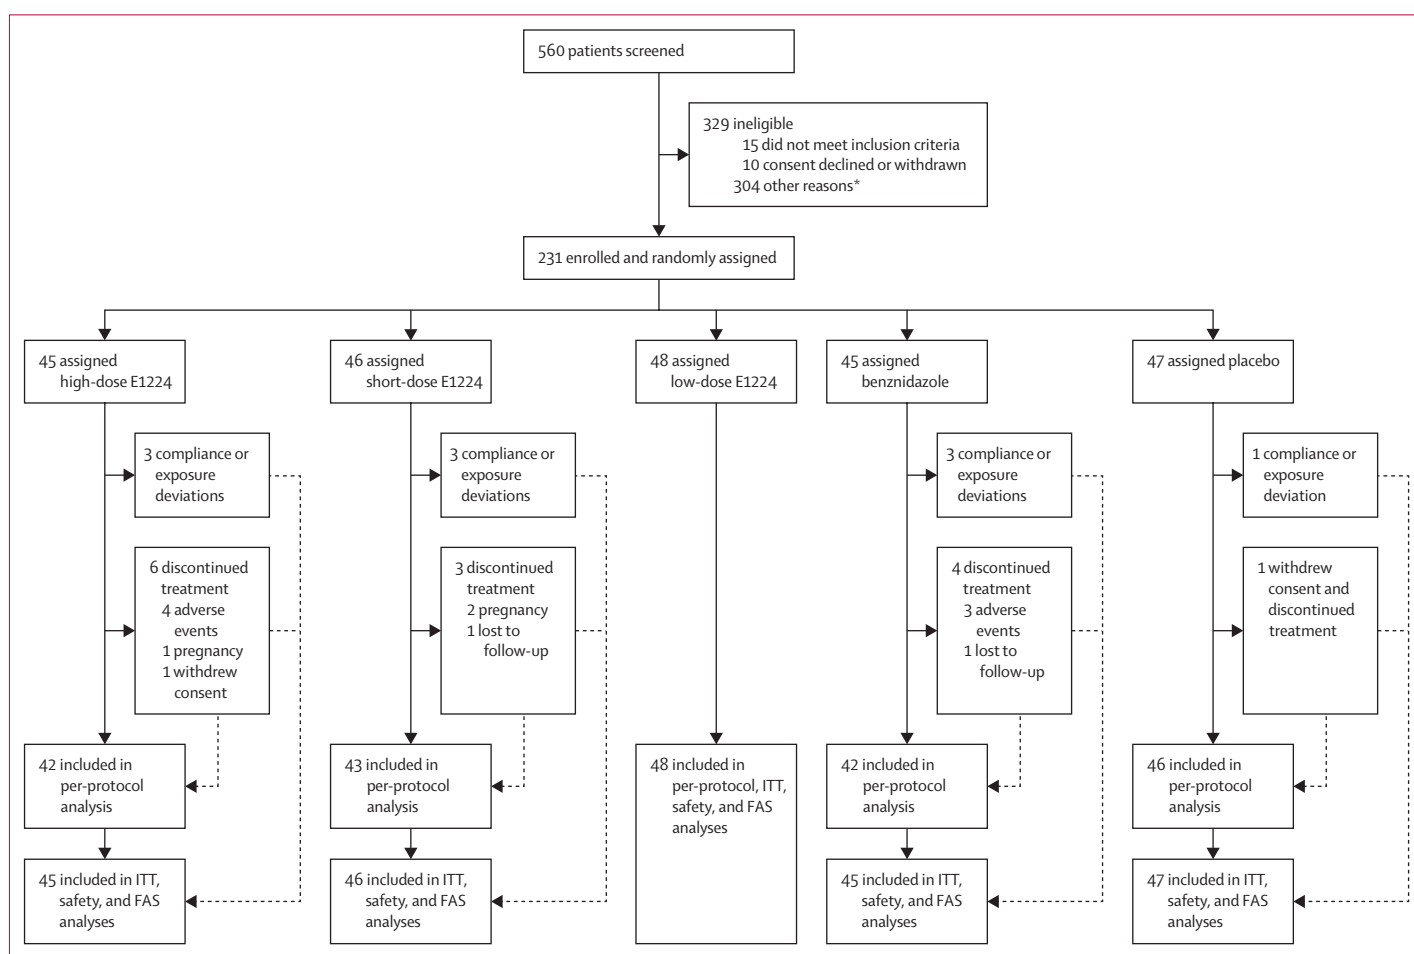 560 patients screened
329 ineligible
15 did not meet inclusion criteria
10 consent declined or withdrawn
304 other reasons*
231 enrolled and randomly assigned
45 assigned
high-dose E1224
46 assigned
short-dose E1224
48 assigned
low-dose E1224
45 assigned
benznidazole
47 assigned placebo
3 compliance or
exposure
deviations
3 compliance or
exposure
deviations
3 compliance or
exposure
deviations
1 compliance or
exposure
deviation
6 discontinued
treatment
4 adverse
events
1 pregnancy
1 withdrew
consent
3 discontinued
treatment
2 pregnancy
1 lost to
follow-up
4 discontinued
treatment
3 adverse
events
1 lost to
follow-up
1 withdrew
consent and
discontinued
treatment
42 included in
per-protocol
analysis
43 included in
per-protocol
analysis
48 included in
per-protocol, ITT,
safety, and FAS
analyses
42 included in
per-protocol
analysis
46 included in
per-protocol
analysis
45 included in ITT,
safety, and FAS
analyses
46 included in ITT,
safety, and FAS
analyses
45 included in ITT,
safety, and FAS
analyses
47 included in ITT,
safety, and FAS
analyses